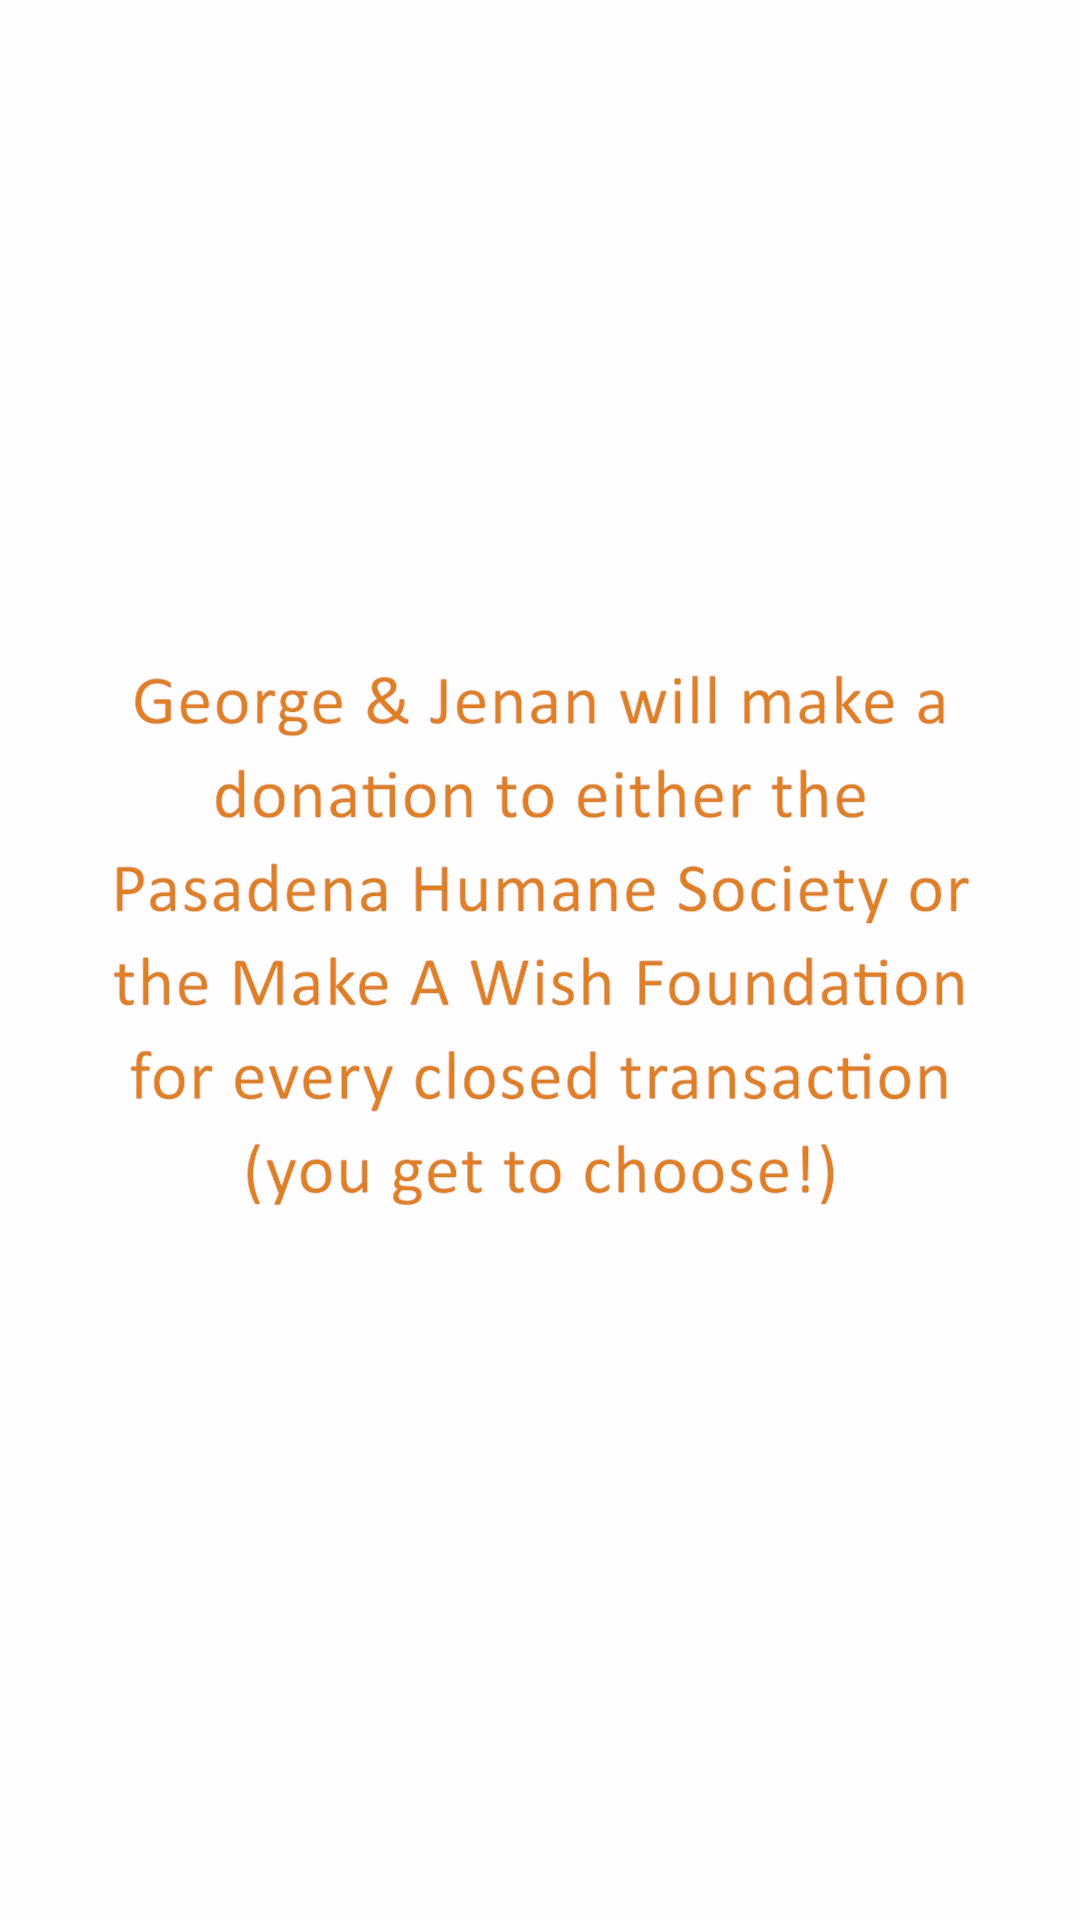 George & Jenan will make a
donation to either the
Pasadena Humane Society or
the Make A Wish Foundation
for every closed transaction
(you get to choose!)